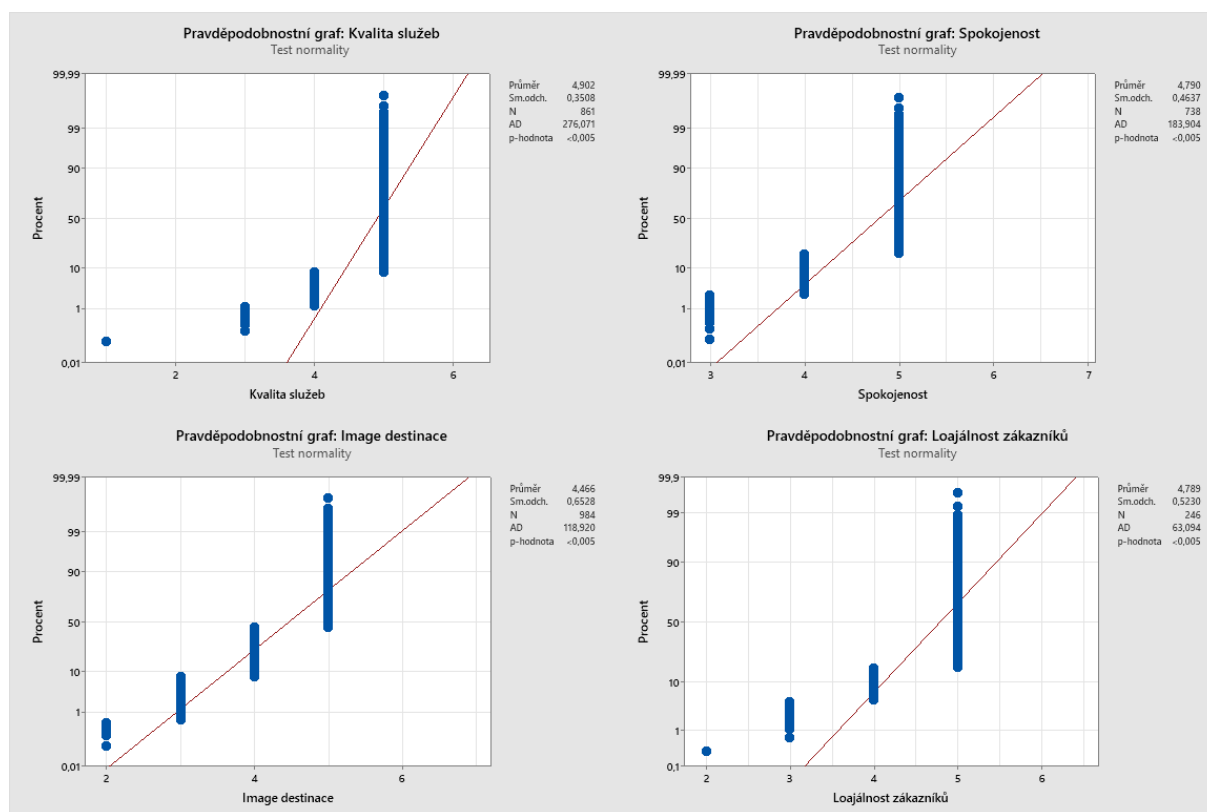 Pravděpodobnostní graf: Kvalita služeb
Test normality
99,99
99
90
50
10
1
0,01
Procent
2
4
6
Kvalita služeb
Průměr 4,902
Sm.odch. 0,3508
N 861
AD 276,071
p-hodnota <0,005
Pravděpodobnostní graf: Spokojenost
Test normality
99,99
99
90
50
10
1
0,01
Procent
3
4
5
6
7
Spokojenost
Průměr 4,790
Sm.odch. 0,4637
N 738
AD 183,904
p-hodnota <0,005
Pravděpodobnostní graf: Image destinace
Test normality
99,99
99
90
50
10
1
0,01
Procent
2
4
6
Image destinace
Průměr 4,466
Sm.odch. 0,6528
N 984
AD 118,920
p-hodnota <0,005
Pravděpodobnostní graf: Loajálnost zákazníků
Test normality
99,9
99
90
50
10
1
0,1
Procent
2
3
4
5
6
Loajálnost zákazníků
Průměr 4,789
Sm.odch. 0,5230
N 246
AD 63,094
p-hodnota <0,005